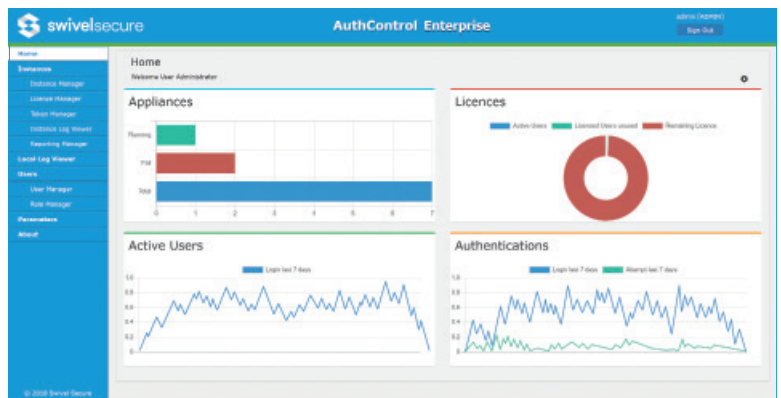 swivelsecure
AuthControl Enterprise
admin (ADMIN)
Sign Out
Home
Instances
Instance Manager
License Manager
Token Manager
Instance Log Viewer
Reporting Manager
Local Log Viewer
Users
User Manager
Role Manager
Parameters
About
© 2018 Swivel Secure
Home
Welcome User Administrator
Appliances
Running
Total
0 1 2 3 4 5 6 7
Licences
Active Users Licensed Users unused Remaining Licence
Active Users
Login last 7 days
1.0
0.8
0.6
0.4
0.2
0
Authentications
Login last 7 days Attempt last 7 days
1.0
0.8
0.6
0.4
0.2
0